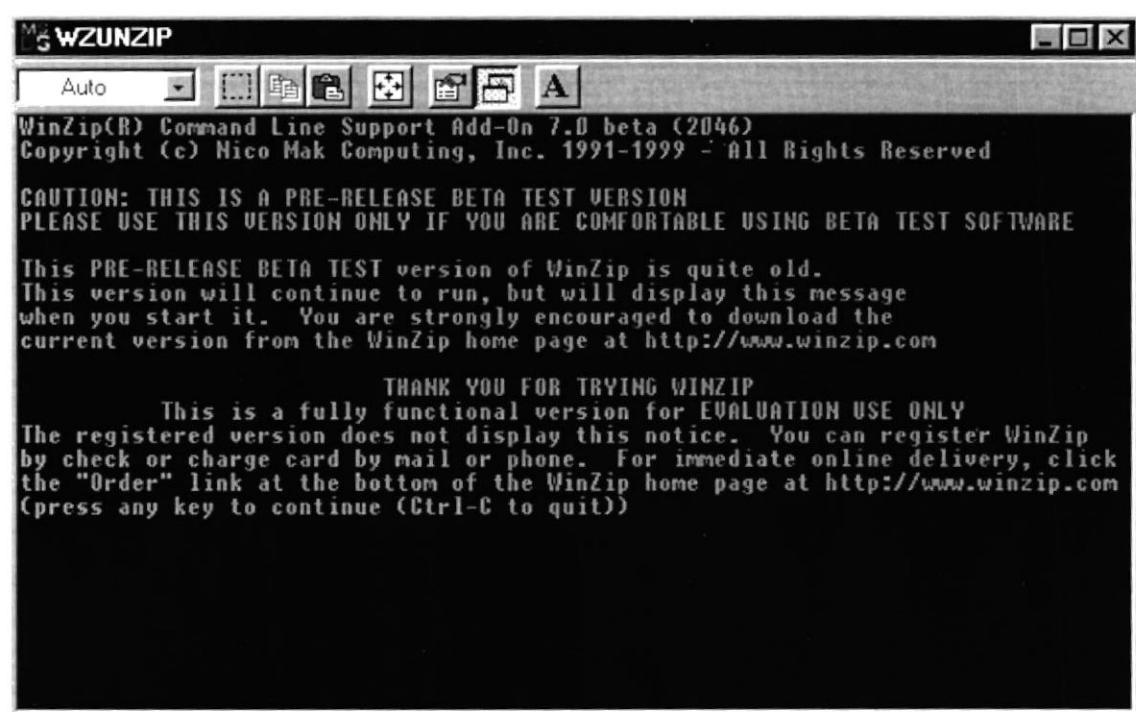 WZUNZIP
Auto
A
WinZip(R) Command Line Support Add-On 7.0 beta (2046)
Copyright (c) Nico Mak Computing, Inc. 1991-1999 - All Rights Reserved
CAUTION: THIS IS A PRE-RELEASE BETA TEST VERSION
PLEASE USE THIS VERSION ONLY IF YOU ARE COMFORTABLE USING BETA TEST SOFTWARE
This PRE-RELEASE BETA TEST version of WinZip is quite old.
This version will continue to run, but will display this message
when you start it.  You are strongly encouraged to download the
current version from the WinZip home page at http://www.winzip.com
THANK YOU FOR TRYING WINZIP
This is a fully functional version for EVALUATION USE ONLY
The registered version does not display this notice.  You can register WinZip
by check or charge card by mail or phone.  For immediate online delivery, click
the "Order" link at the bottom of the WinZip home page at http://www.winzip.com
(press any key to continue (Ctrl-C to quit))